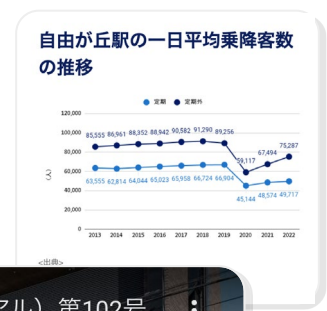 自由が丘駅の一日平均乗降客数
の推移
定期 定期外
120,000
100,000
80,000
60,000
40,000
20,000
0
(人)
85,555 86,961 88,352 88,942 90,582 91,290 89,256 59,117 67,494 75,287
63,555 62,814 64,044 65,023 65,958 66,724 66,904 45,144 48,574 49,717
2013 2014 2015 2016 2017 2018 2019 2020 2021 2022
<出典>
アル）第102号